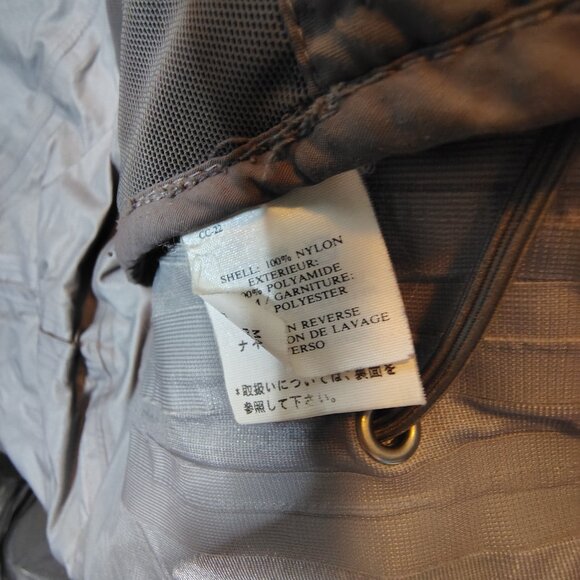 CC-22
SHELL: 100% NYLON
EXTERIEUR:
POLYAMIDE
/ GARNITURE:
POLYESTER
REVERSE
ON DE LAVAGE
VERSO
*取扱いについては、裏面を
参照して下さい。